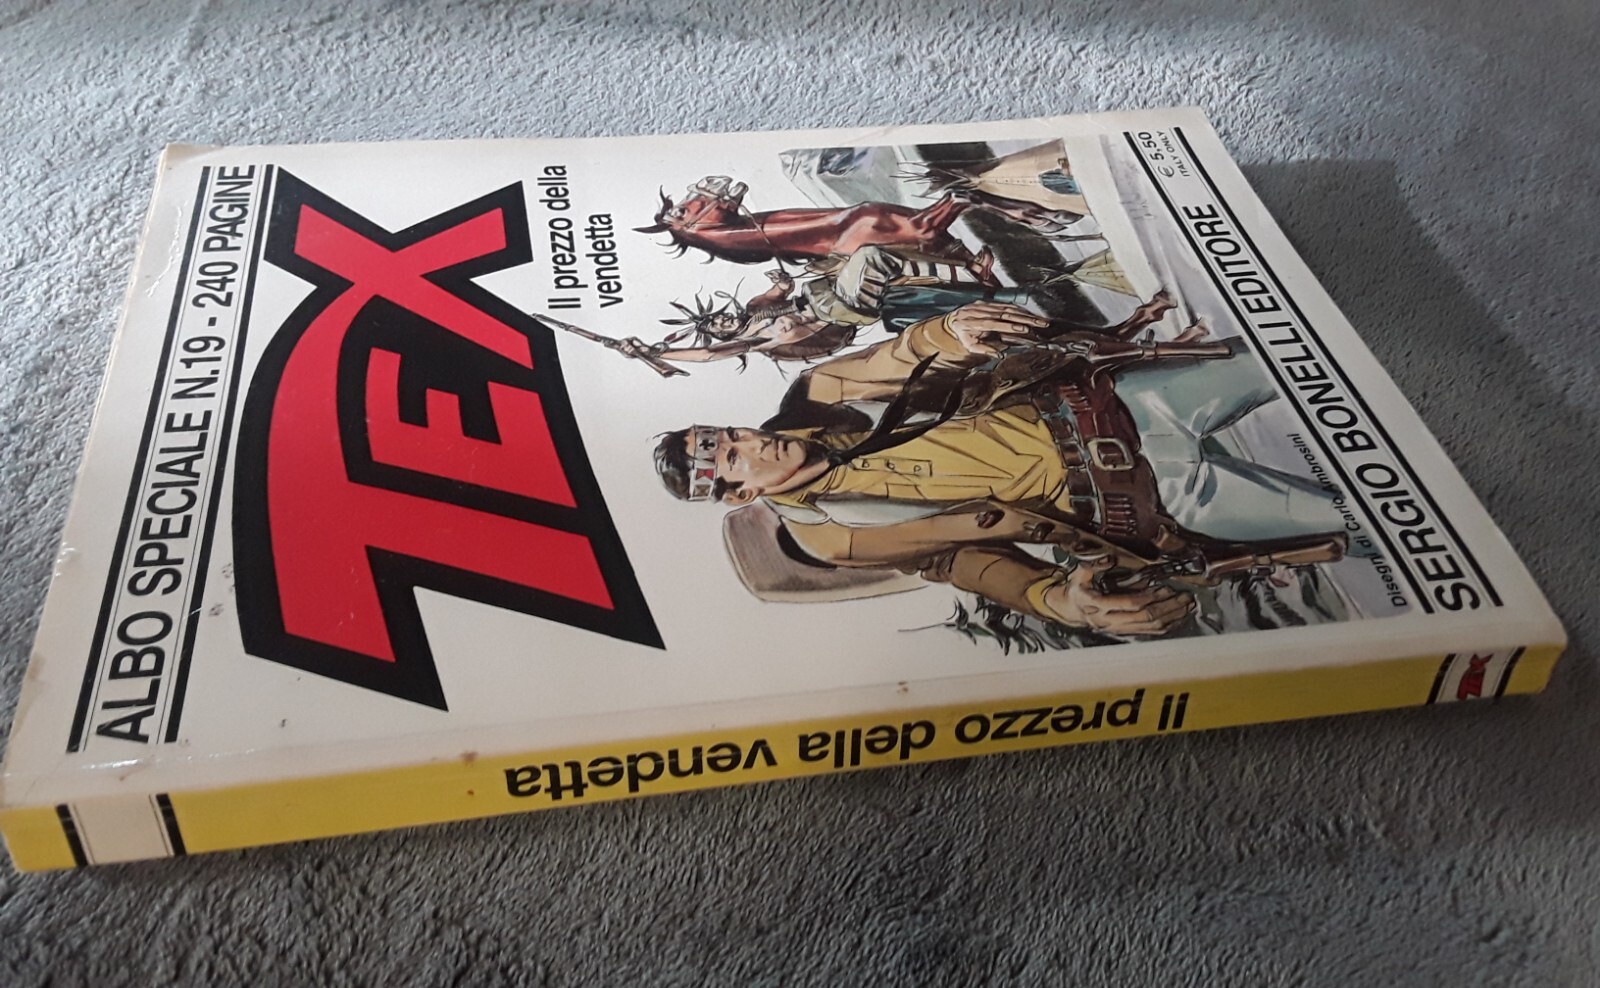 ALBO SPECIALE N.19 - 240 PAGINE
TEX
Il prezzo della
vendetta
€ 5,50
ITALY ONLY
Disegni di Carlo Ambrosini
SERGIO BONELLI EDITORE
Il prezzo della vendetta
TEX